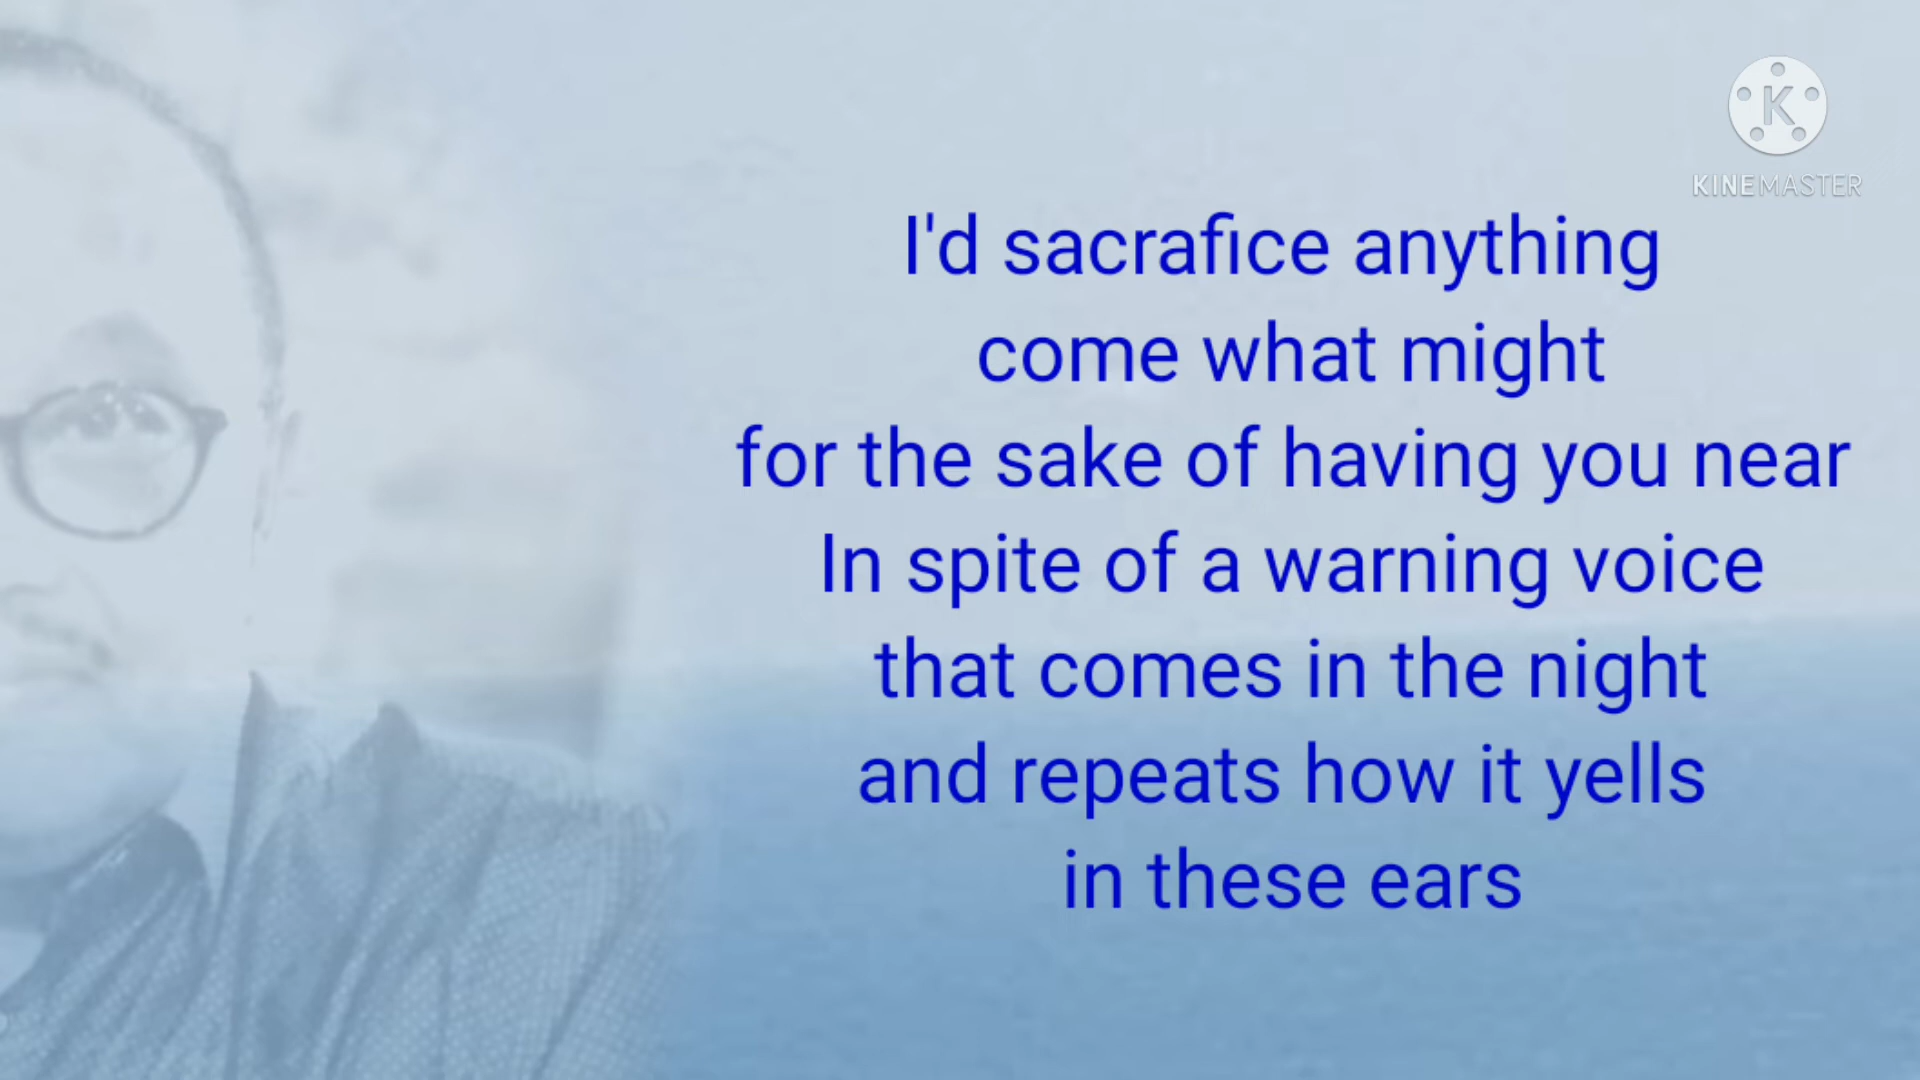 KINEMASTER
I'd sacrafice anything
come what might
for the sake of having you near
In spite of a warning voice
that comes in the night
and repeats how it yells
in these ears